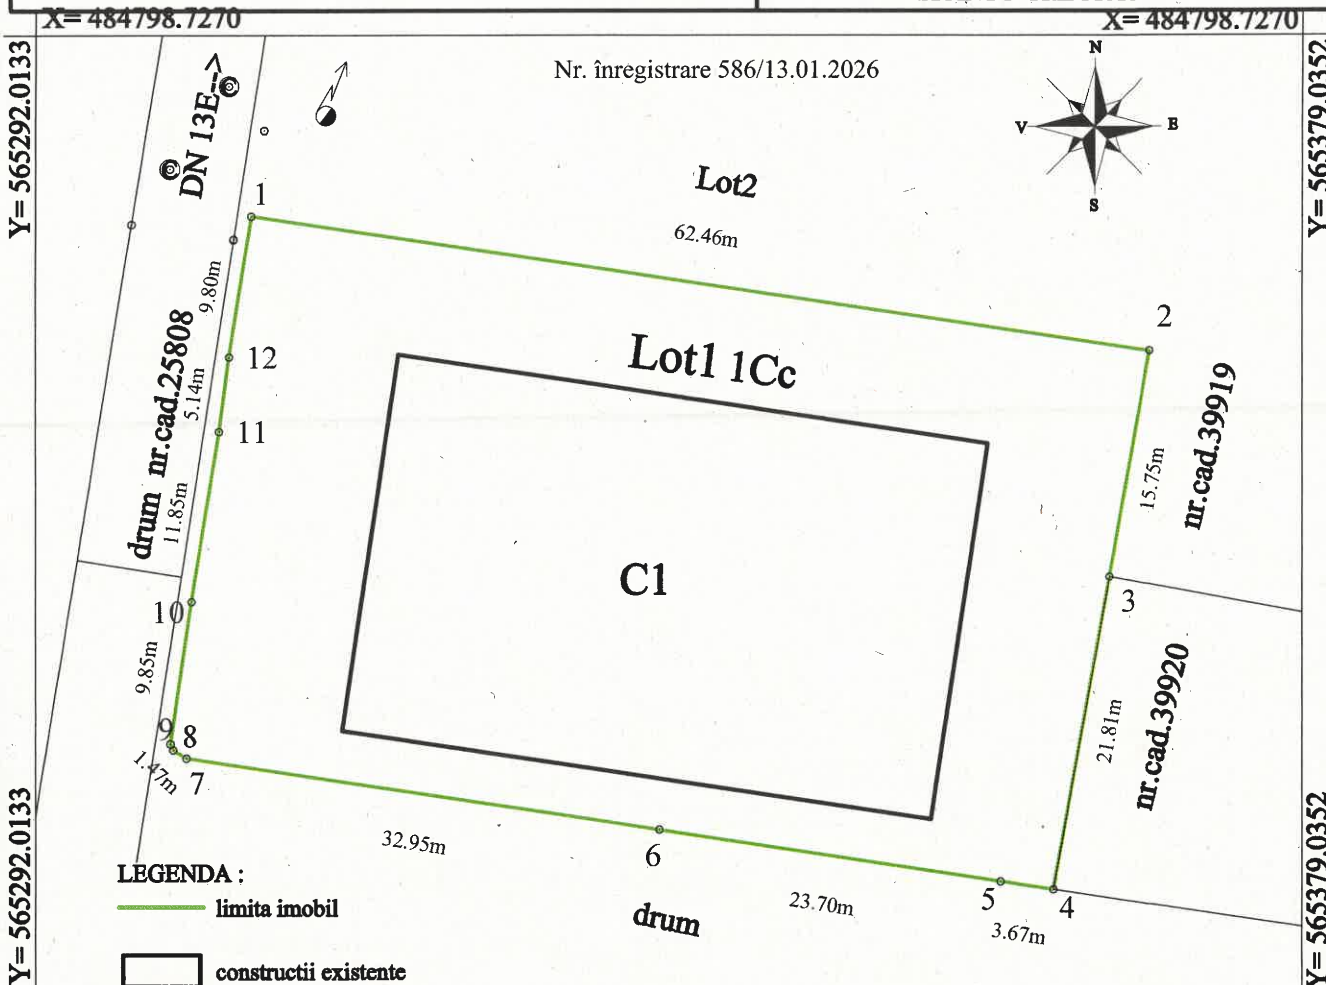 X= 484798.7270
X= 484798.7270
Y= 565292.0133
Y= 565379.0352
Nr. înregistrare 586/13.01.2026
N
V
E
S
DN 13E-->
Lot2
1
62.46m
9.80m
2
12
Lot1 1Cc
drum nr.cad.25808
5.14m
11
nr.cad.39919
15.75m
11.85m
C1
3
10
9.85m
nr.cad.39920
21.81m
9
8
1.47m
7
32.95m
6
5
4
23.70m
3.67m
drum
Y= 565292.0133
Y= 565379.0352
LEGENDA :
limita imobil
constructii existente